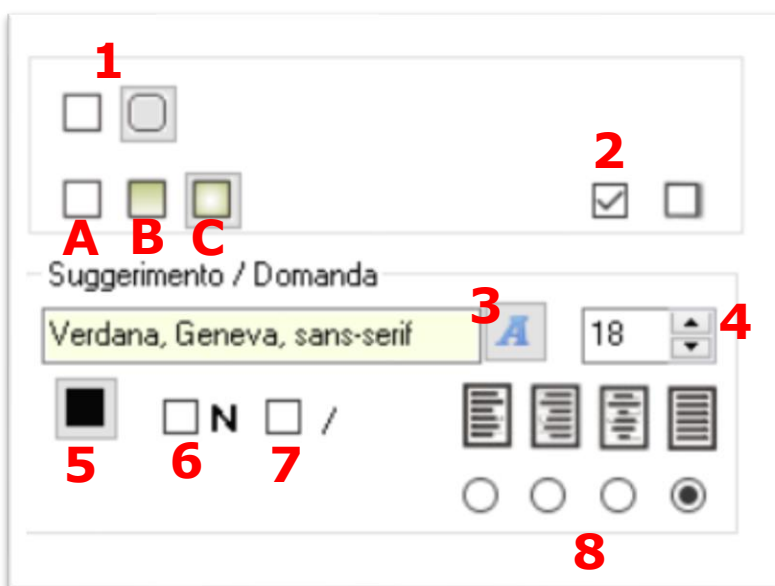 1
2
A B C
Suggerimento / Domanda
Verdana, Geneva, sans-serif A 3 18 4
N /
5 6 7
8